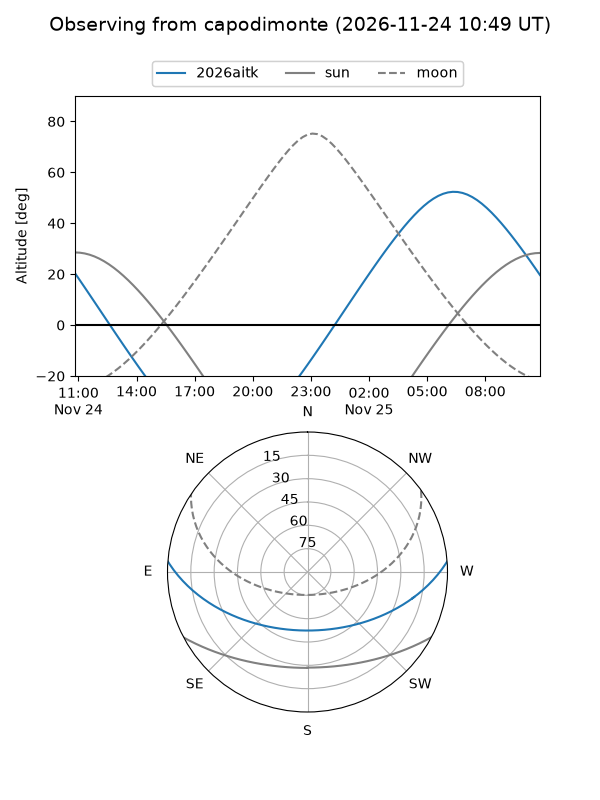 Observing from capodimonte (2026-11-24 10:49 UT)
2026aitk sun moon
Altitude [deg]
80
60
40
20
0
−20
11:00 14:00 17:00 20:00 23:00 02:00 05:00 08:00
Nov 24 Nov 25
N
NE NW
15
30
45
60
75
E W
SE SW
S